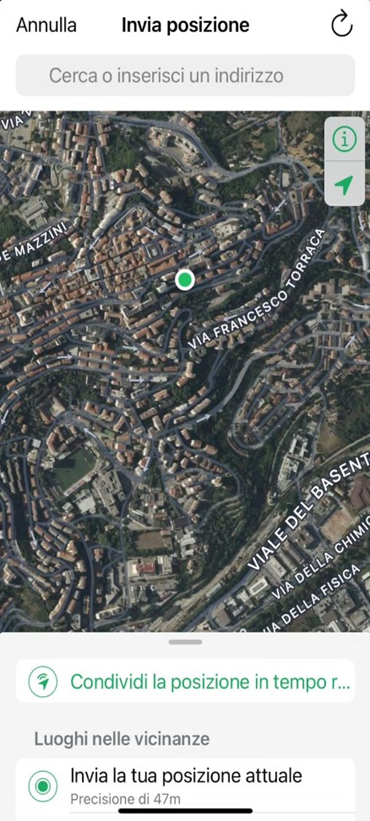 Annulla
Invia posizione
Cerca o inserisci un indirizzo
VIA
E MAZZINI
VIA FRANCESCO TORRACA
VIALE DEL BASENT
VIA DELLA CHIMIC
VIA DELLA FISICA
Condividi la posizione in tempo r...
Luoghi nelle vicinanze
Invia la tua posizione attuale
Precisione di 47m